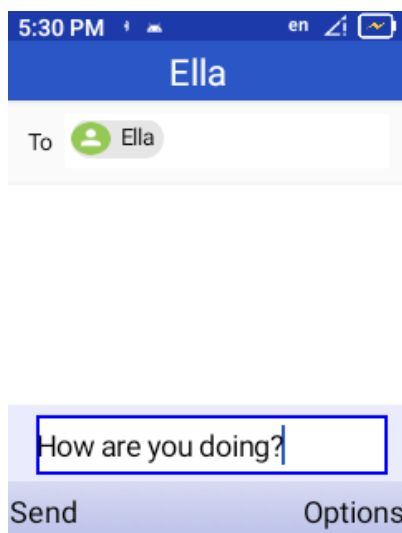 5:30 PM en
Ella
To Ella
How are you doing?
Send Options